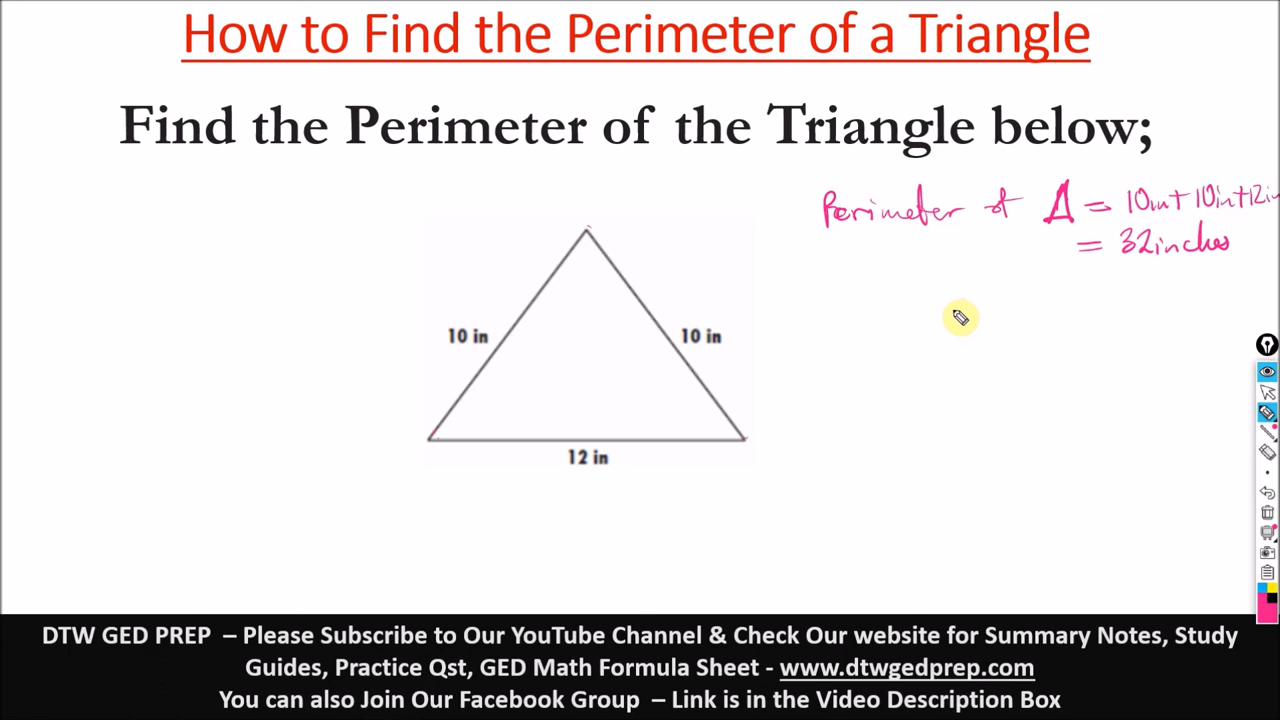 How to Find the Perimeter of a Triangle
Find the Perimeter of the Triangle below;
Perimeter of Δ = 10in+10in+12in
= 32inches
10 in
10 in
12 in
DTW GED PREP – Please Subscribe to Our YouTube Channel & Check Our website for Summary Notes, Study
Guides, Practice Qst, GED Math Formula Sheet - www.dtwgedprep.com
You can also Join Our Facebook Group – Link is in the Video Description Box